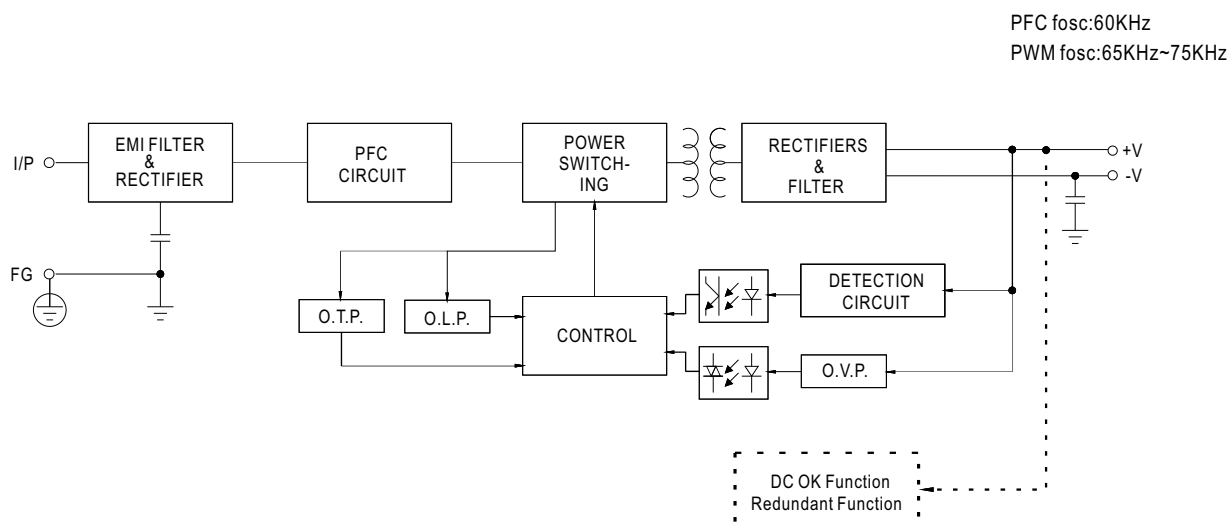 PFC fosc:60KHz
PWM fosc:65KHz~75KHz
I/P
EMI FILTER
&
RECTIFIER
PFC
CIRCUIT
POWER
SWITCH-
ING
RECTIFIERS
&
FILTER
+V
-V
FG
O.T.P.
O.L.P.
CONTROL
DETECTION
CIRCUIT
O.V.P.
DC OK Function
Redundant Function